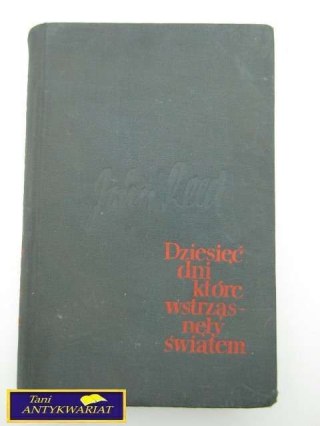 John Reed
Dziesięć
dni
które
wstrząs-
nęły
światem
Tani
ANTYKWARIAT